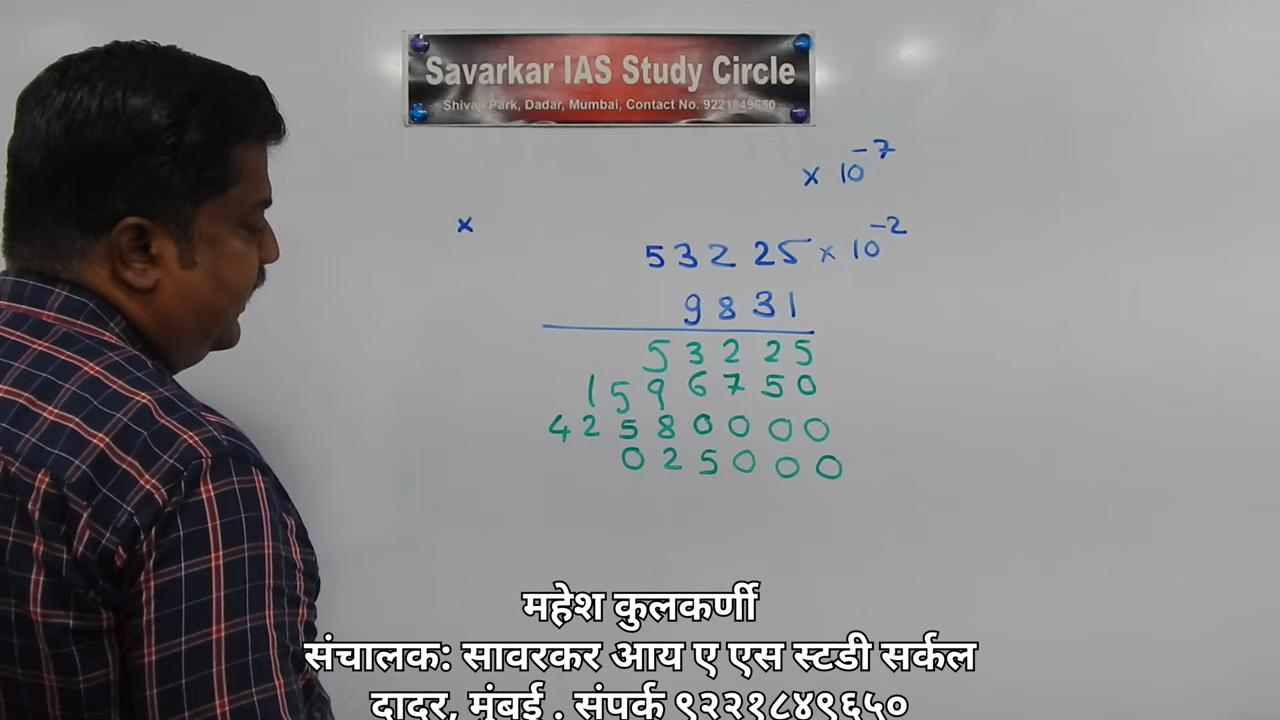 Savarkar IAS Study Circle
Shivaji Park, Dadar, Mumbai, Contact No. 9221849650
× 10⁻⁷
×
53225 × 10⁻²
9831
53225
1596750
42580000
025000
महेश कुलकर्णी
संचालक: सावरकर आय ए एस स्टडी सर्कल
दादर, मुंबई . संपर्क ९२२१८४९६५०